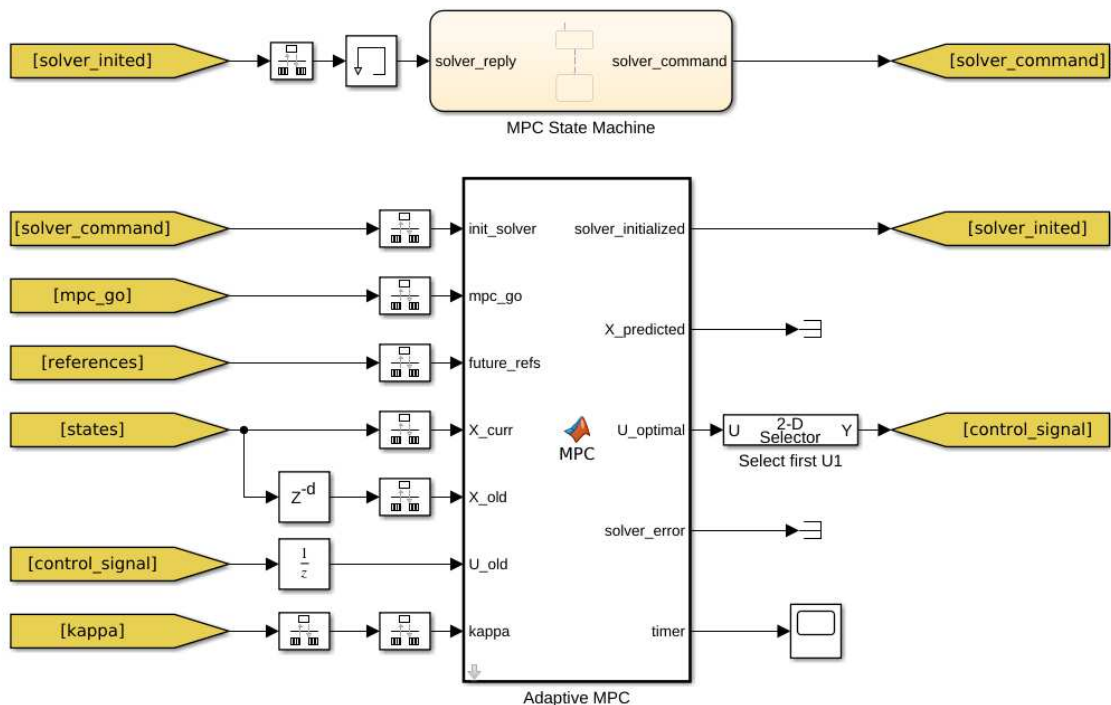 [solver_inited]
solver_reply
solver_command
[solver_command]
MPC State Machine
[solver_command]
init_solver
solver_initialized
[solver_inited]
[mpc_go]
mpc_go
X_predicted
[references]
future_refs
[states]
X_curr
MPC
U_optimal
U
2-D
Selector
Y
[control_signal]
Select first U1
Z-d
X_old
solver_error
[control_signal]
1
z
U_old
[kappa]
kappa
timer
Adaptive MPC